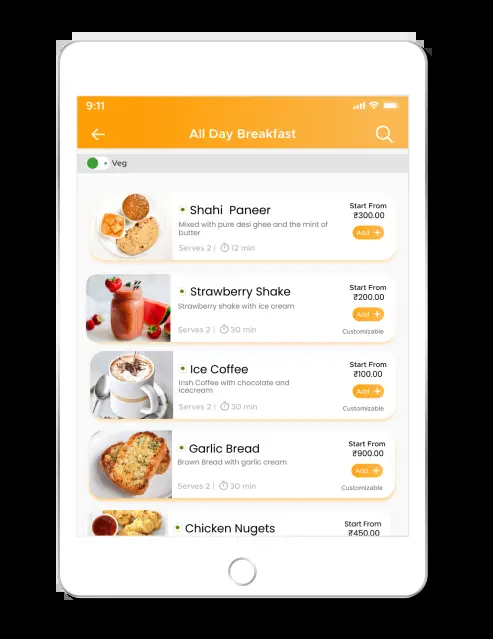 9:11
All Day Breakfast
Veg
Shahi Paneer
Start From
₹300.00
Mixed with pure desi ghee and the mint of
butter
Add +
Serves 2 | 12 min
Strawberry Shake
Start From
₹200.00
Strawberry shake with ice cream
Add +
Serves 2 | 30 min
Customizable
Ice Coffee
Start From
₹100.00
Irish Coffee with chocolate and
icecream
Add +
Serves 2 | 30 min
Customizable
Garlic Bread
Start From
₹900.00
Brown Bread with garlic cream
Add +
Serves 2 | 30 min
Customizable
Chicken Nugets
Start From
₹450.00